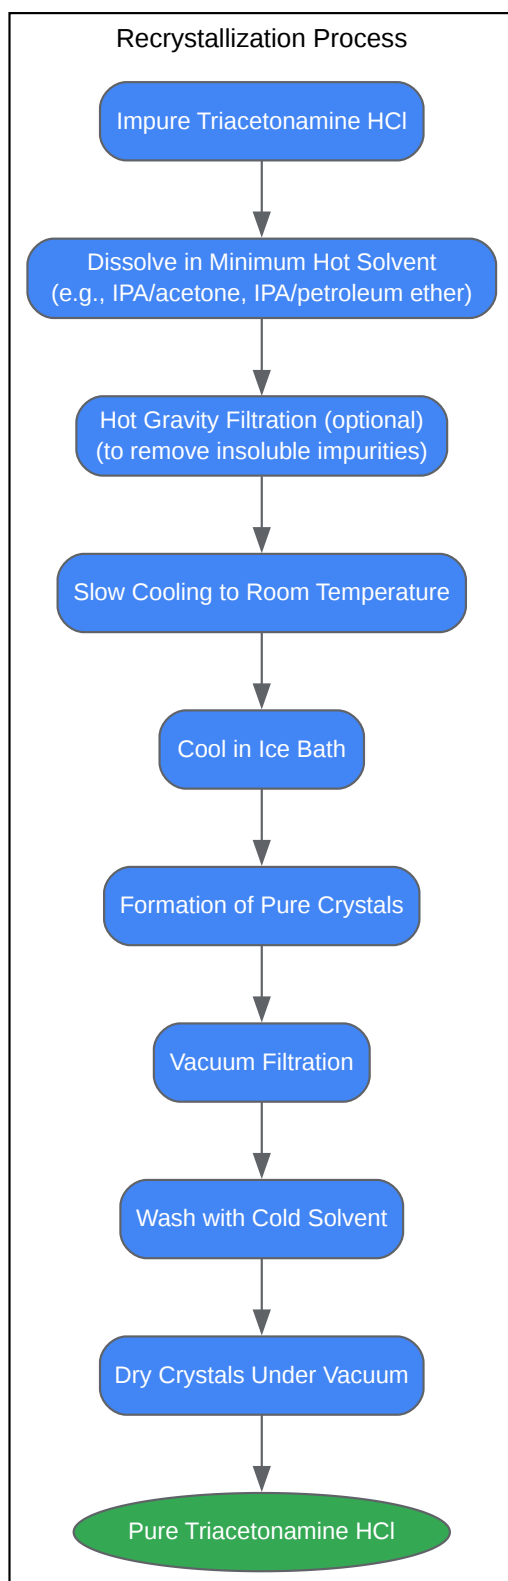 Recrystallization Process
Impure Triacetonamine HCl
Dissolve in Minimum Hot Solvent
(e.g., IPA/acetone, IPA/petroleum ether)
Hot Gravity Filtration (optional)
(to remove insoluble impurities)
Slow Cooling to Room Temperature
Cool in Ice Bath
Formation of Pure Crystals
Vacuum Filtration
Wash with Cold Solvent
Dry Crystals Under Vacuum
Pure Triacetonamine HCl